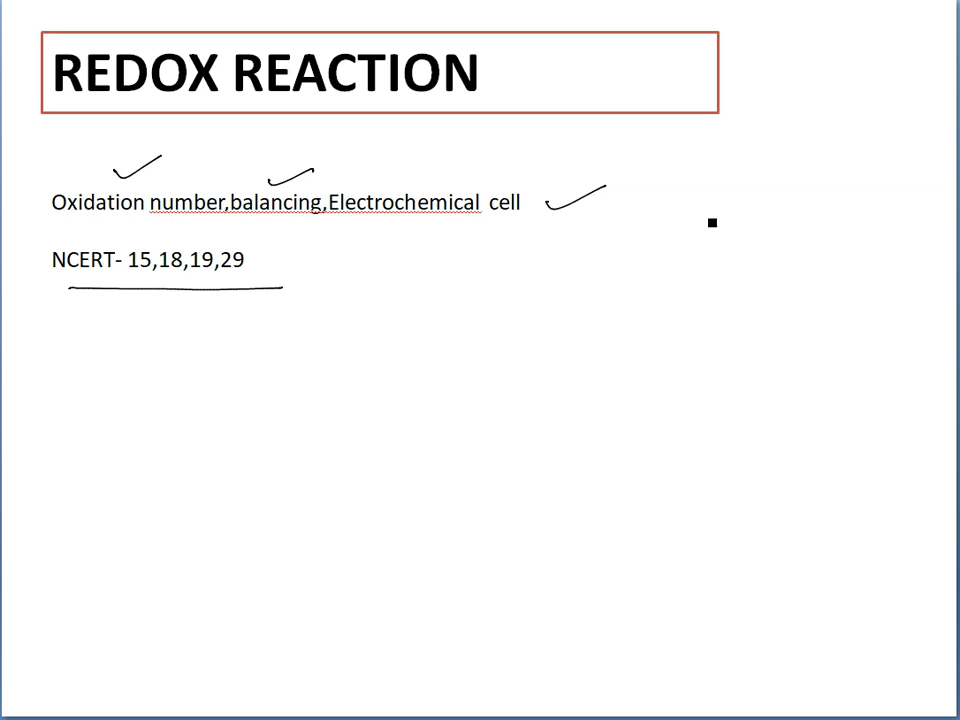 REDOX REACTION
Oxidation number,balancing,Electrochemical cell
NCERT- 15,18,19,29